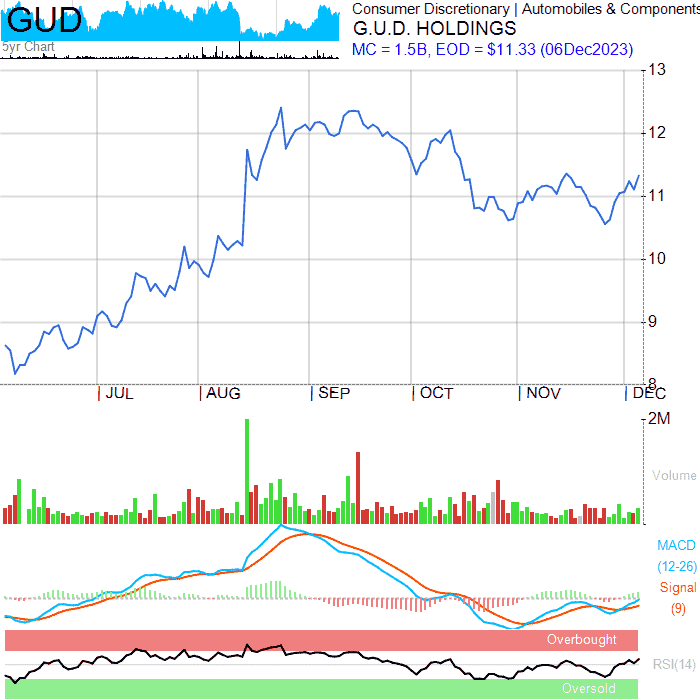 GUD
5yr Chart
Consumer Discretionary | Automobiles & Components
G.U.D. HOLDINGS
MC = 1.5B, EOD = $11.33 (06Dec2023)
13
12
11
10
9
8
JUL AUG SEP OCT NOV DEC
2M
Volume
MACD
(12-26)
Signal
(9)
Overbought
RSI(14)
Oversold